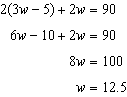 2(3w − 5) + 2w = 90
6w − 10 + 2w = 90
8w = 100
w = 12.5